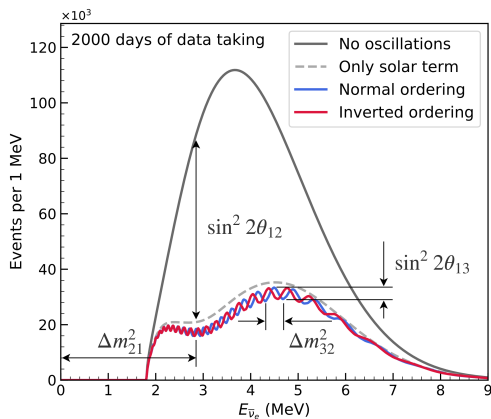 ×10³
2000 days of data taking
No oscillations
Only solar term
Normal ordering
Inverted ordering
120
100
80
60
40
20
0
Events per 1 MeV
sin² 2θ₁₂
sin² 2θ₁₃
Δm²₂₁
Δm²₃₂
0 1 2 3 4 5 6 7 8 9
E_ν̄ₑ (MeV)